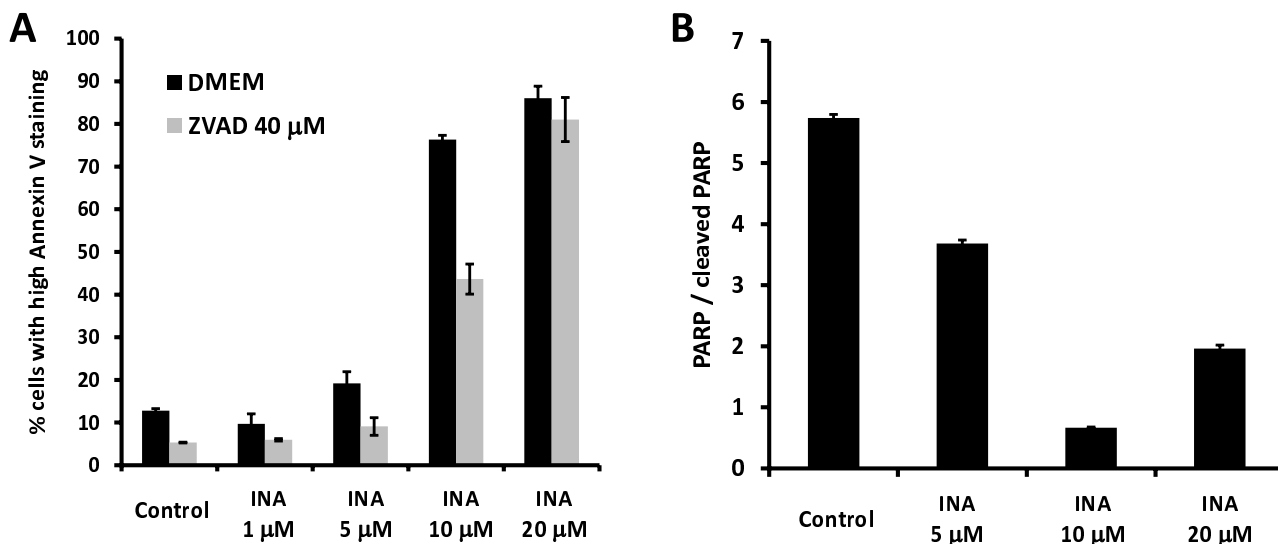 A
% cells with high Annexin V staining
100
90
80
70
60
50
40
30
20
10
0
DMEM
ZVAD 40 μM
Control
INA
1 μM
INA
5 μM
INA
10 μM
INA
20 μM
B
PARP / cleaved PARP
7
6
5
4
3
2
1
0
Control
INA
5 μM
INA
10 μM
INA
20 μM